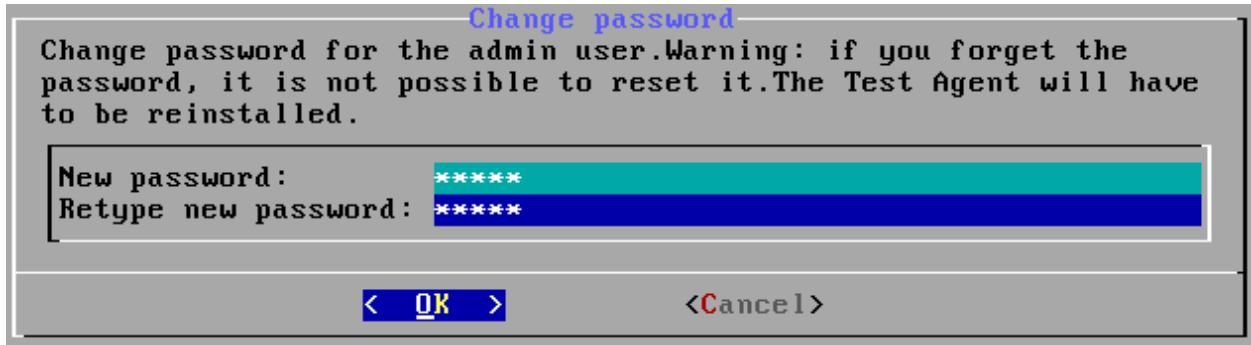 Change password
Change password for the admin user.Warning: if you forget the
password, it is not possible to reset it.The Test Agent will have
to be reinstalled.
New password: *****
Retype new password: *****
< OK > <Cancel>